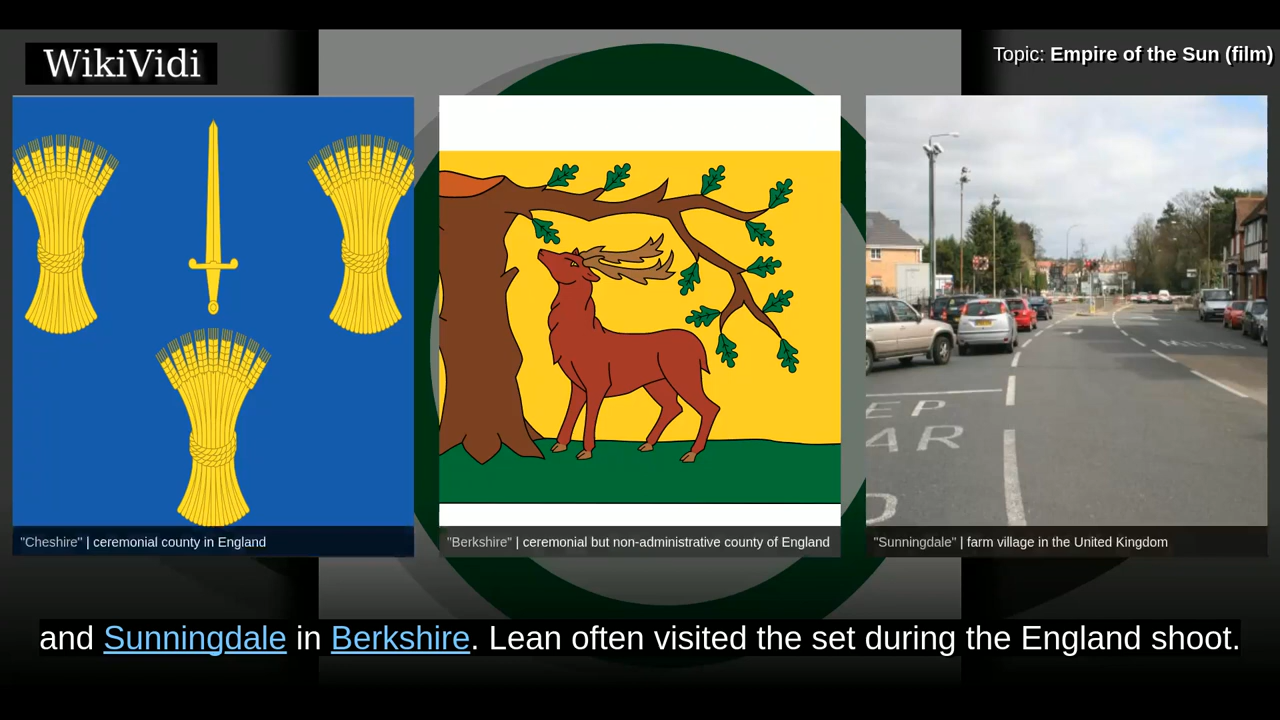 WikiVidi
Topic: Empire of the Sun (film)
"Cheshire" | ceremonial county in England
"Berkshire" | ceremonial but non-administrative county of England
"Sunningdale" | farm village in the United Kingdom
EP
AR
and Sunningdale in Berkshire. Lean often visited the set during the England shoot.